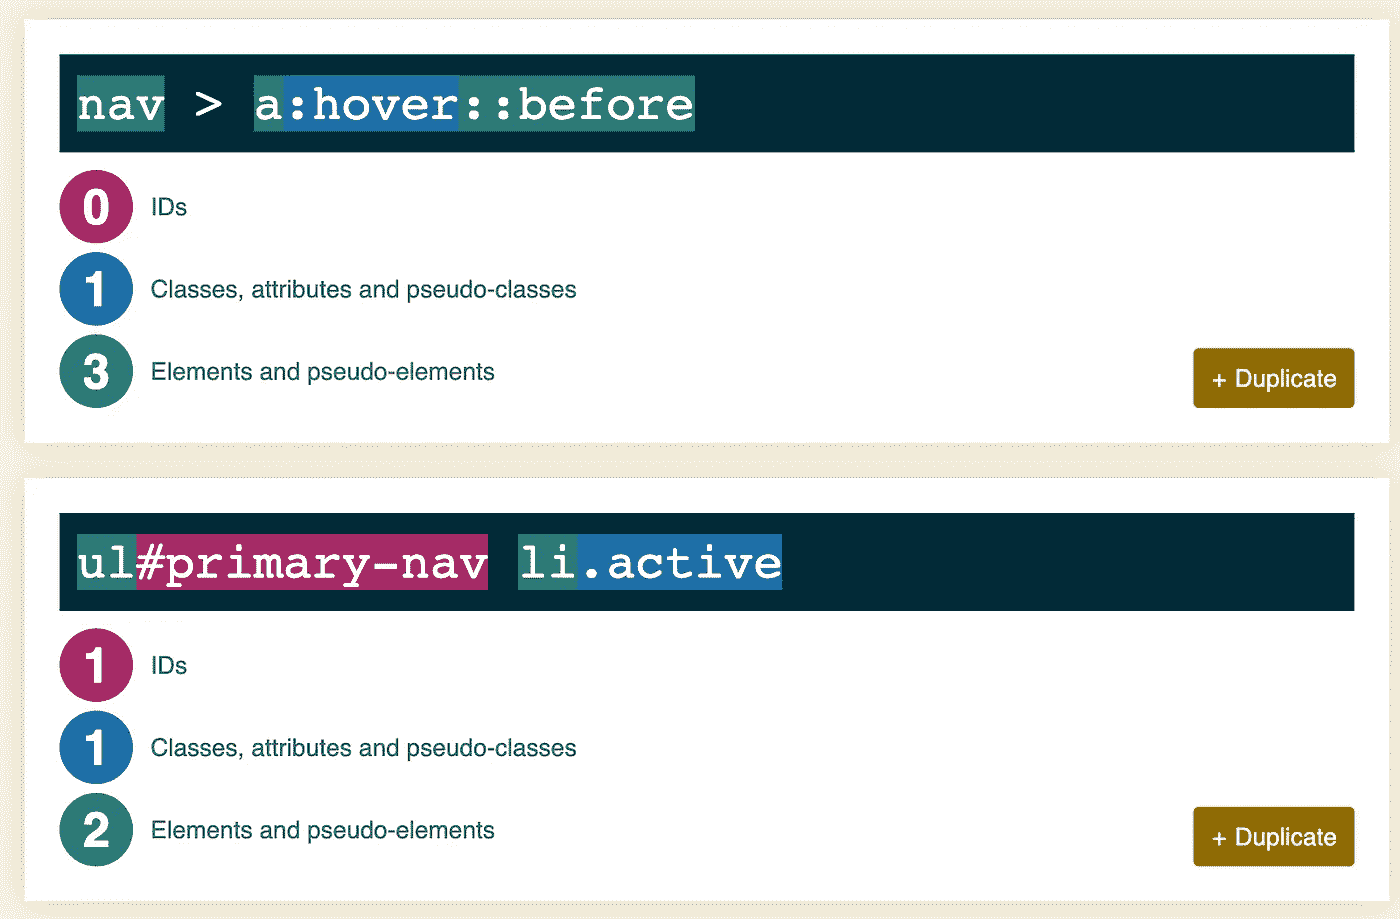 nav > a:hover::before
0 IDs
1 Classes, attributes and pseudo-classes
3 Elements and pseudo-elements
+ Duplicate
ul#primary-nav li.active
1 IDs
1 Classes, attributes and pseudo-classes
2 Elements and pseudo-elements
+ Duplicate